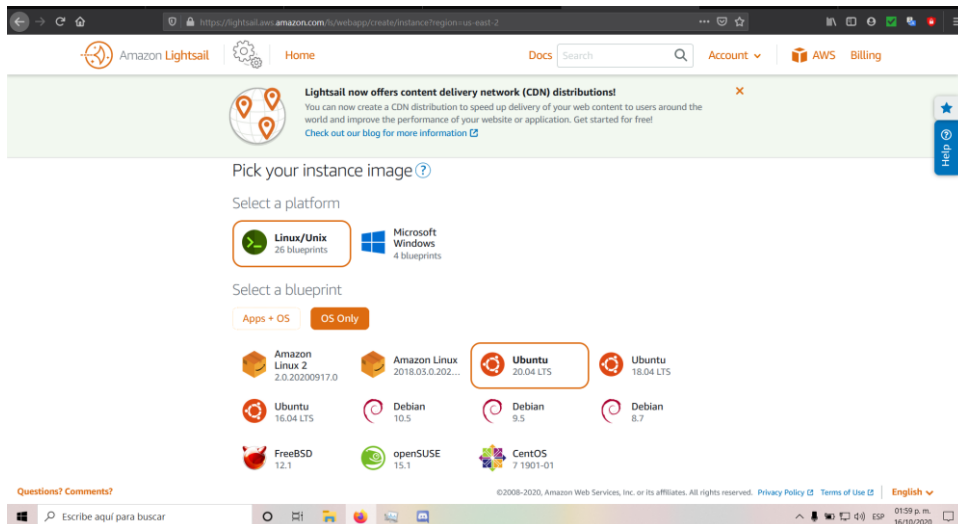 https://lightsail.aws.amazon.com/ls/webapp/create/instance?region=us-east-2
Amazon Lightsail
Home
Docs
Search
Account
AWS
Billing
Lightsail now offers content delivery network (CDN) distributions!
You can now create a CDN distribution to speed up delivery of your web content to users around the
world and improve the performance of your website or application. Get started for free!
Check out our blog for more information
Help
Pick your instance image ?
Select a platform
Linux/Unix
26 blueprints
Microsoft
Windows
4 blueprints
Select a blueprint
Apps + OS
OS Only
Amazon
Linux 2
2.0.20200917.0
Amazon Linux
2018.03.0.202...
Ubuntu
20.04 LTS
Ubuntu
18.04 LTS
Ubuntu
16.04 LTS
Debian
10.5
Debian
9.5
Debian
8.7
FreeBSD
12.1
openSUSE
15.1
CentOS
7 1901-01
Questions? Comments?
©2008-2020, Amazon Web Services, Inc. or its affiliates. All rights reserved.
Privacy Policy
Terms of Use
English
Escribe aquí para buscar
ESP
01:59 p. m.
16/10/2020